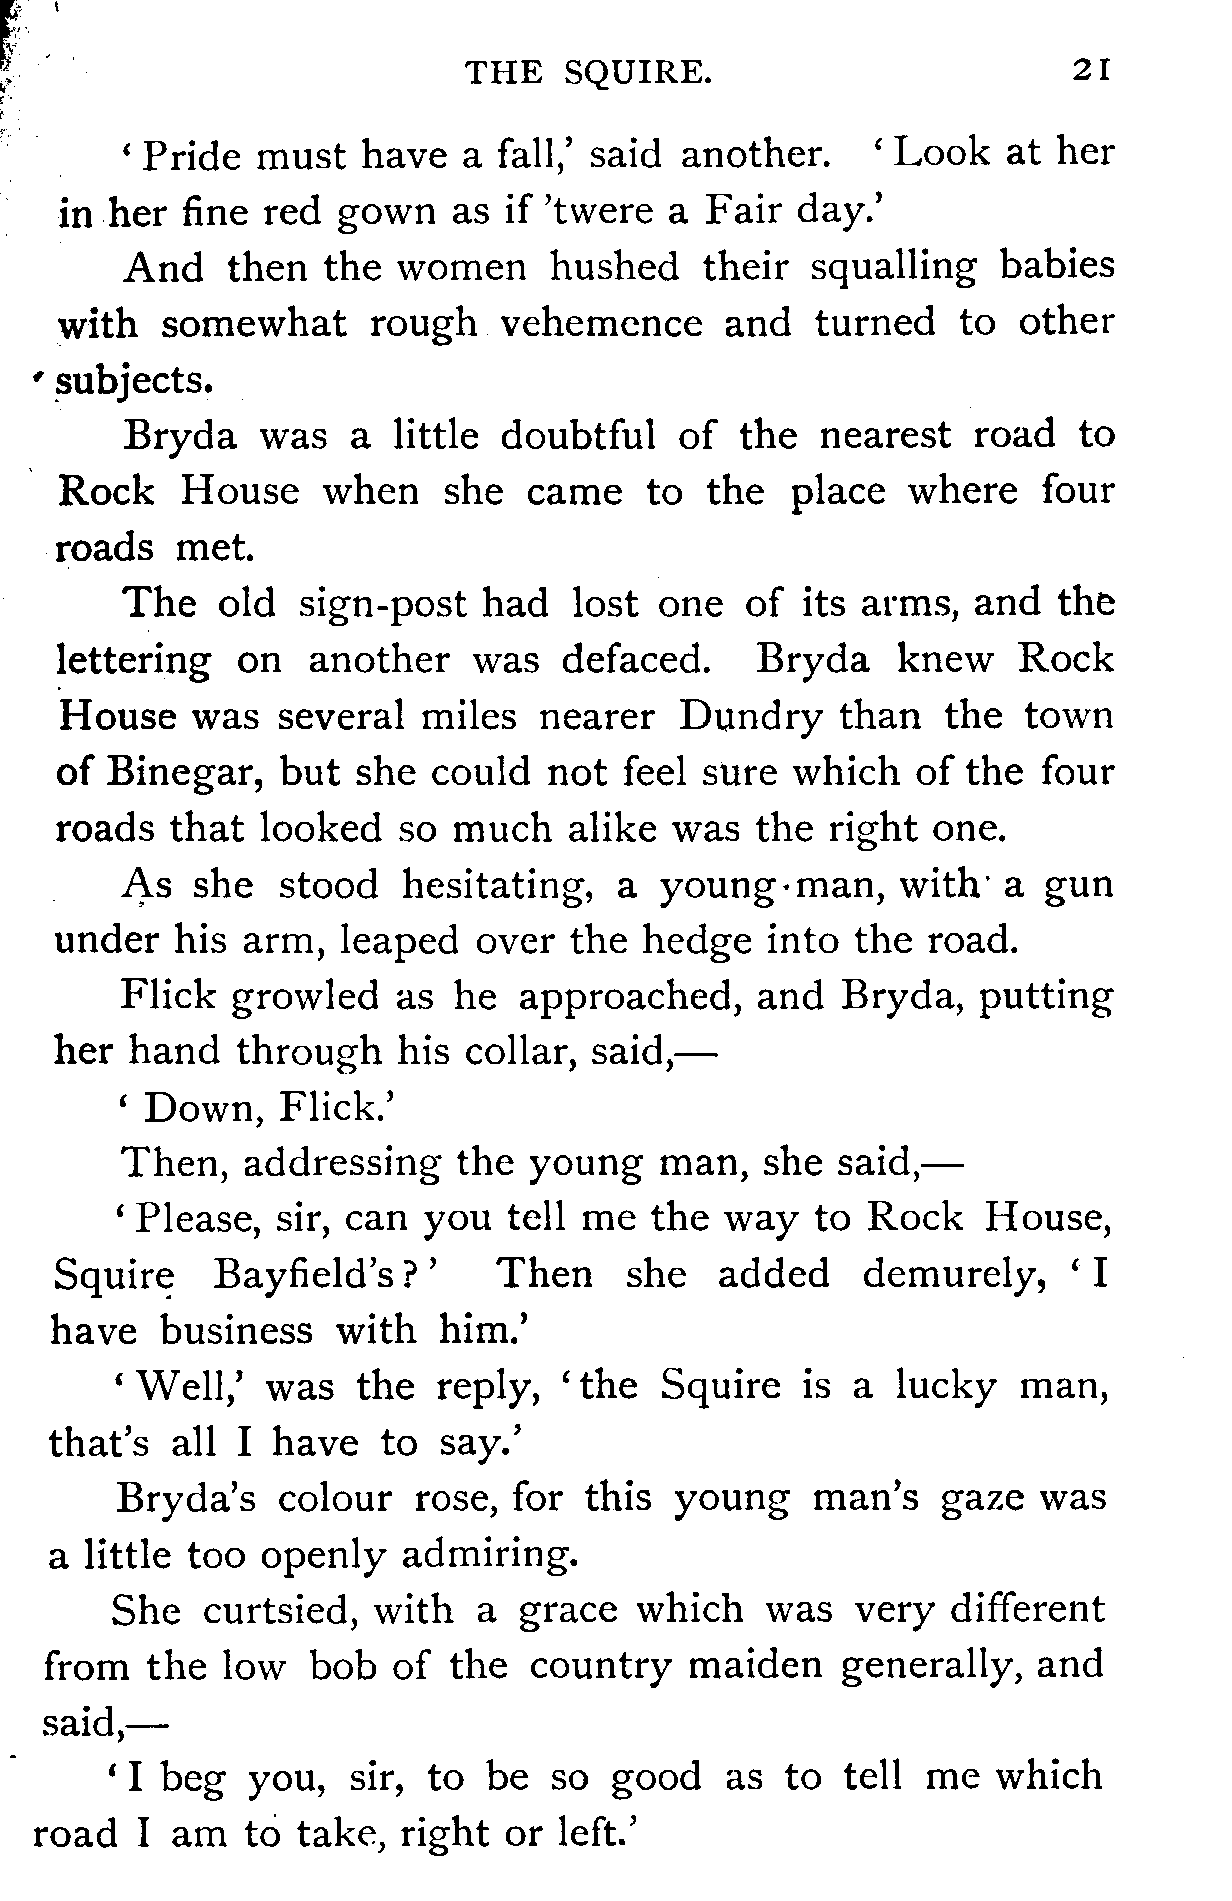 THE SQUIRE. 21
‘ Pride must have a fall,’ said another. ‘ Look at her
in her fine red gown as if ’twere a Fair day.’
And then the women hushed their squalling babies
with somewhat rough vehemence and turned to other
subjects.
Bryda was a little doubtful of the nearest road to
Rock House when she came to the place where four
roads met.
The old sign-post had lost one of its arms, and the
lettering on another was defaced. Bryda knew Rock
House was several miles nearer Dundry than the town
of Binegar, but she could not feel sure which of the four
roads that looked so much alike was the right one.
As she stood hesitating, a young man, with a gun
under his arm, leaped over the hedge into the road.
Flick growled as he approached, and Bryda, putting
her hand through his collar, said,—
‘ Down, Flick.’
Then, addressing the young man, she said,—
‘ Please, sir, can you tell me the way to Rock House,
Squire Bayfield’s ? ’ Then she added demurely, ‘ I
have business with him.’
‘ Well,’ was the reply, ‘ the Squire is a lucky man,
that’s all I have to say.’
Bryda’s colour rose, for this young man’s gaze was
a little too openly admiring.
She curtsied, with a grace which was very different
from the low bob of the country maiden generally, and
said,—
‘ I beg you, sir, to be so good as to tell me which
road I am to take, right or left.’